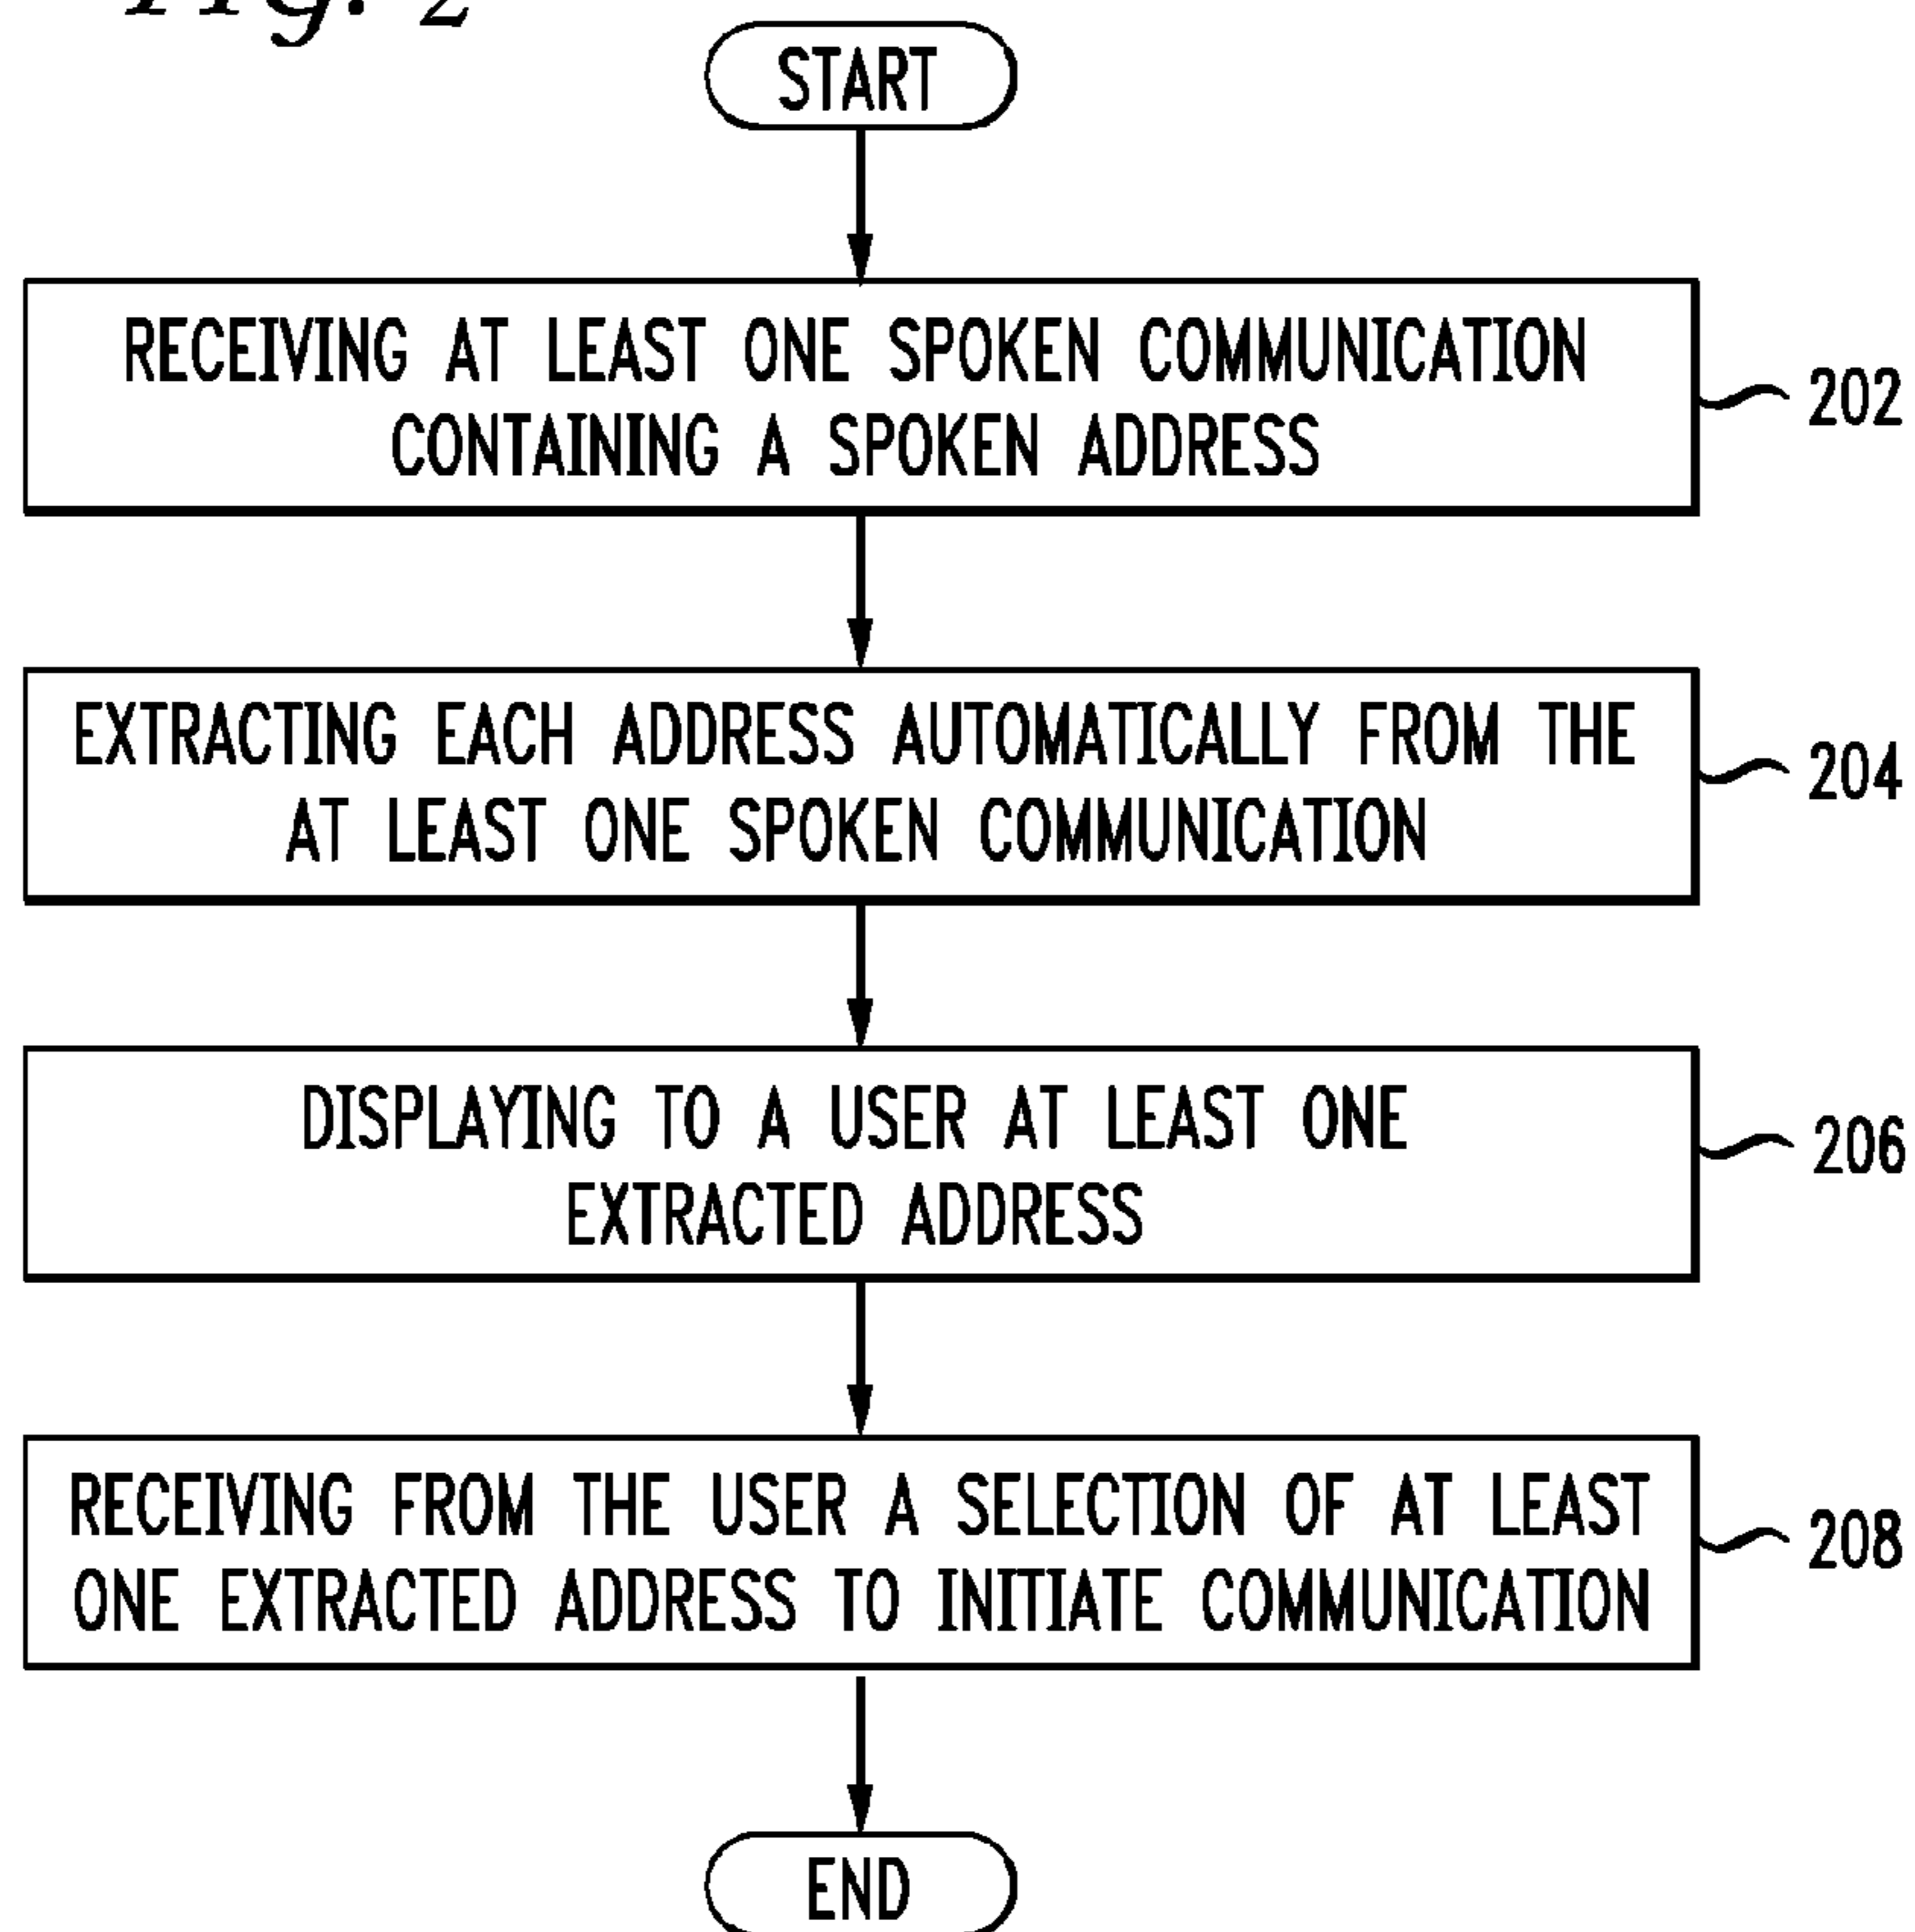 FIG. 2
START
RECEIVING AT LEAST ONE SPOKEN COMMUNICATION
CONTAINING A SPOKEN ADDRESS
202
EXTRACTING EACH ADDRESS AUTOMATICALLY FROM THE
AT LEAST ONE SPOKEN COMMUNICATION
204
DISPLAYING TO A USER AT LEAST ONE
EXTRACTED ADDRESS
206
RECEIVING FROM THE USER A SELECTION OF AT LEAST
ONE EXTRACTED ADDRESS TO INITIATE COMMUNICATION
208
END